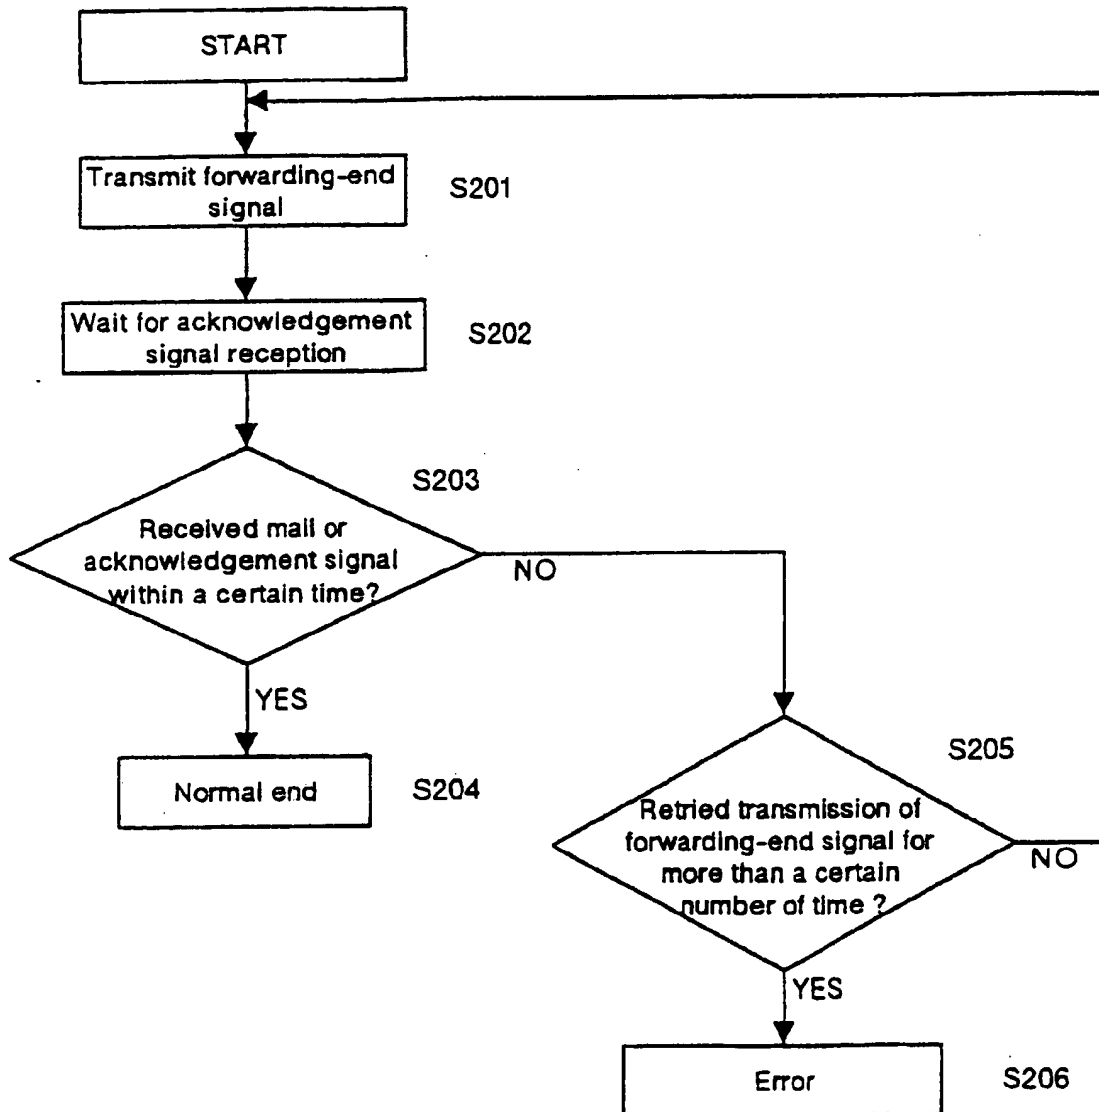 START
Transmit forwarding-end
signal
S201
Wait for acknowledgement
signal reception
S202
S203
Received mail or
acknowledgement signal
within a certain time?
NO
YES
Normal end
S204
S205
Retried transmission of
forwarding-end signal for
more than a certain
number of time ?
NO
YES
Error
S206